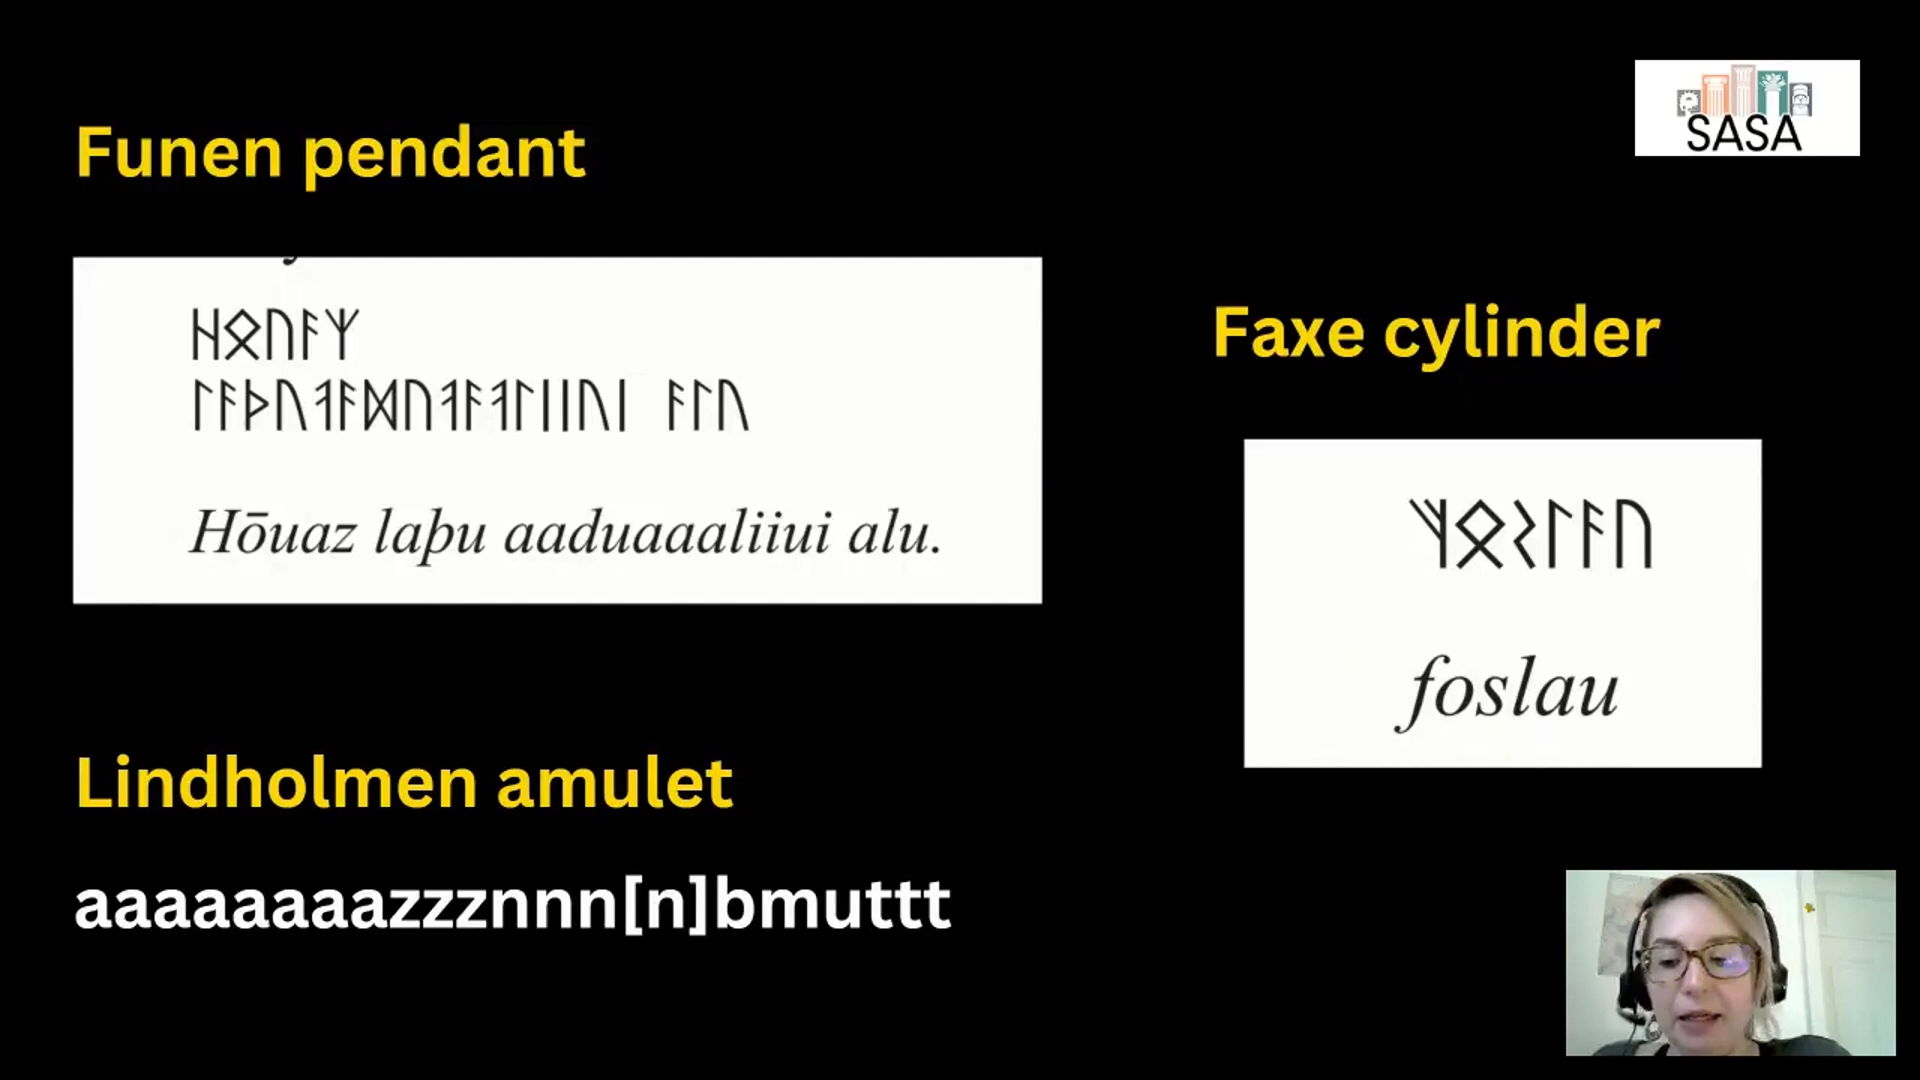 SASA
Funen pendant
ᚺᛟᚢᚨᛉ
ᛚᚨᚦᚢᚨᚨᛞᚢᚨᚨᚨᛚᛁᛁᚢᛁ ᚨᛚᚢ
Hōuaz laþu aaduaaaliiui alu.
Faxe cylinder
ᚠᛟᛊᛚᚨᚢ
foslau
Lindholmen amulet
aaaaaaaazzznnn[n]bmuttt